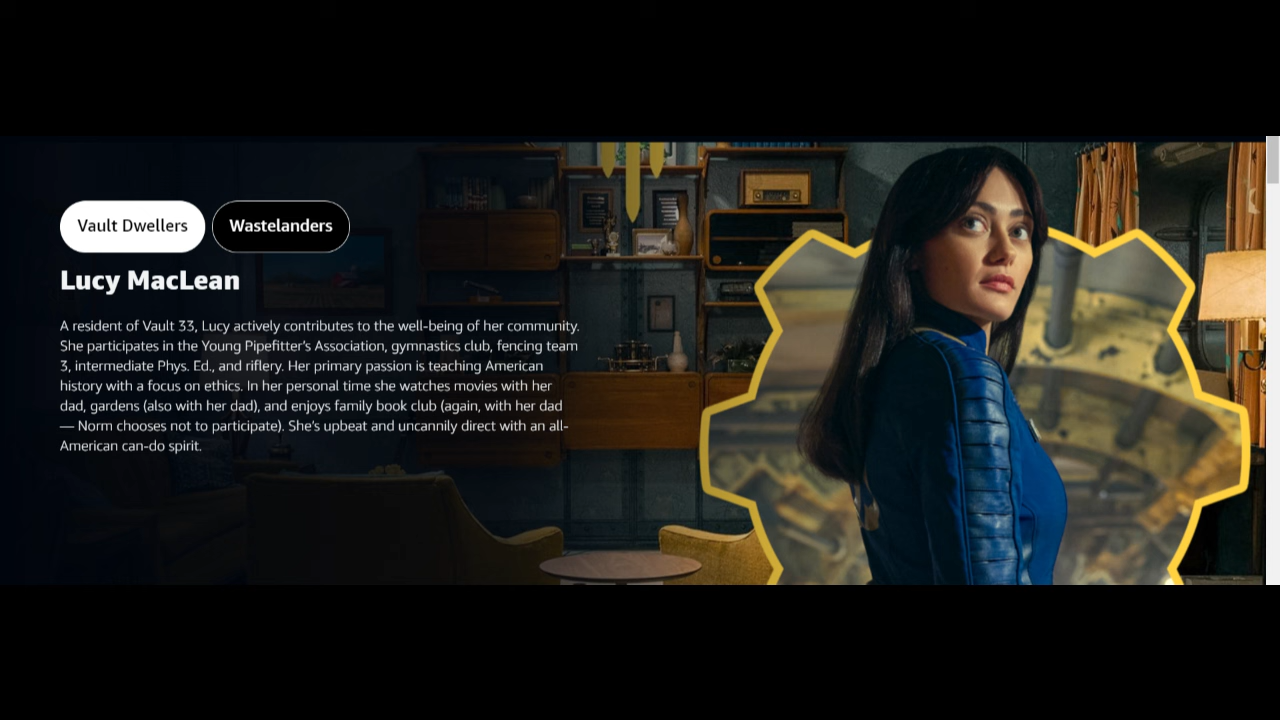 Vault Dwellers Wastelanders
Lucy MacLean
A resident of Vault 33, Lucy actively contributes to the well-being of her community.
She participates in the Young Pipefitter’s Association, gymnastics club, fencing team
3, intermediate Phys. Ed., and riflery. Her primary passion is teaching American
history with a focus on ethics. In her personal time she watches movies with her
dad, gardens (also with her dad), and enjoys family book club (again, with her dad
— Norm chooses not to participate). She’s upbeat and uncannily direct with an all-
American can-do spirit.